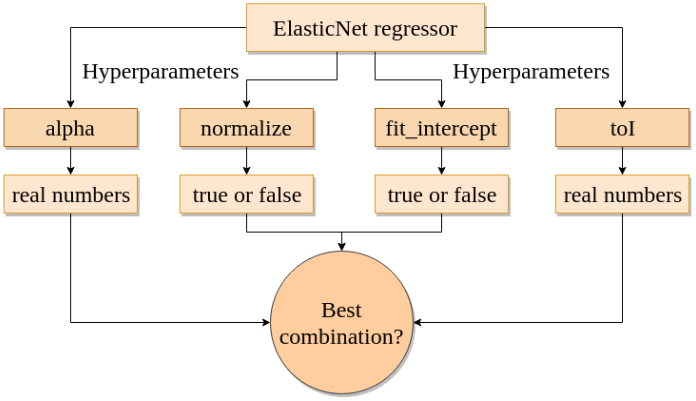 ElasticNet regressor
Hyperparameters
Hyperparameters
alpha
normalize
fit_intercept
toI
real numbers
true or false
true or false
real numbers
Best
combination?